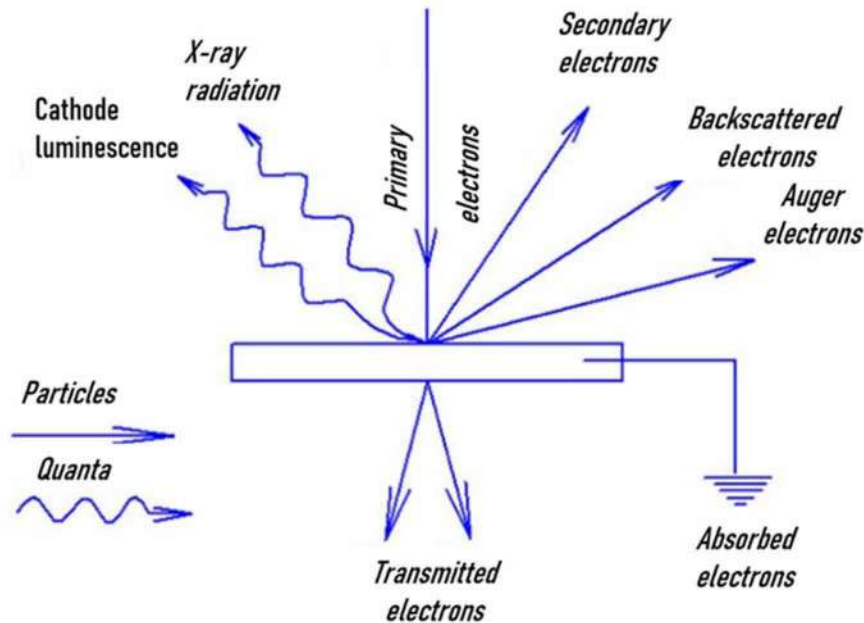 X-ray
radiation
Cathode
luminescence
Primary
electrons
Secondary
electrons
Backscattered
electrons
Auger
electrons
Particles
Quanta
Transmitted
electrons
Absorbed
electrons